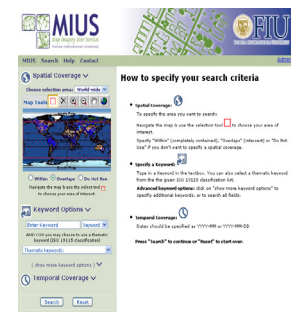 MIUS
Map Imagery User Services
FIU
MIUS Search Help Contact
Admin
Spatial Coverage
Choose selection areas: World-wide
Map Tools
Within Overlap Do Not Use
Navigate the map & use the select tool
to choose your area of interest.
Keyword Options
Enter Keyword Keyword
AND / OR you may choose to use a thematic
keyword (ISO 19115 classification)
Thematic keywords:
( show more keyword options )
Temporal Coverage
Search Reset
How to specify your search criteria
Spatial Coverage:
To specify the area you want to search:
Navigate the map & use the selection tool to choose your area of
interest.
Specify "Within" (completely contained), "Overlaps" (intersect) or "Do Not
Use" if you don't want to specify a spatial coverage.
Specify a Keyword:
Type in a Keyword in the textbox. You can also select a thematic keyword
from the given ISO 19115 classification list.
Advanced keyword options: click on "show more keyword options" to
specify additional keywords, or to search all fields.
Temporal Coverage:
Dates should be specified as YYYY-MM or YYYY-MM-DD
Press "Search" to continue or "Reset" to start over.